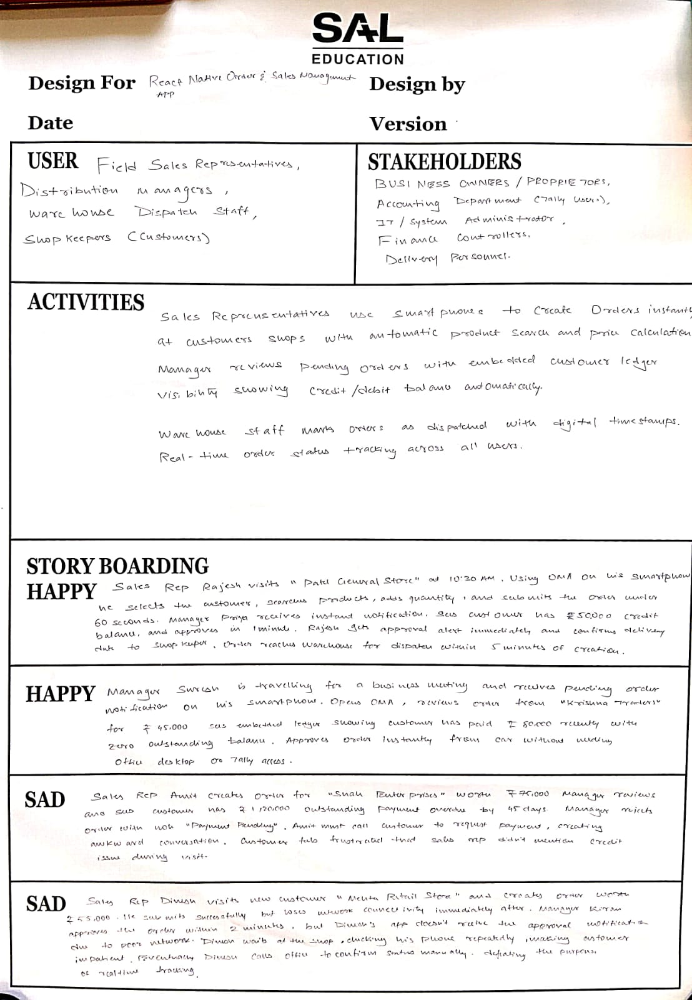 SAL
EDUCATION
Design For React Native Order & Sales Management
APP
Design by
Date
Version
USER Field Sales Representatives,
Distribution Managers,
Warehouse Dispatch Staff,
Shopkeepers (Customers)
STAKEHOLDERS
BUSINESS OWNERS / PROPRIETORS,
Accounting Department (Tally Users),
IT / System Administrator,
Finance Controllers,
Delivery Personnel.
ACTIVITIES
Sales Representatives use smartphones to Create Orders instantly
at customers shops with automatic product search and price calculation
Manager reviews pending orders with embedded customer ledger
visibility showing credit/debit balance automatically.
Warehouse staff marks orders as dispatched with digital timestamps.
Real-time order status tracking across all users.
STORY BOARDING
HAPPY Sales Rep Rajesh visits "Patel General Store" at 10:20 AM. Using OMA on his smartphone
he selects the customer, searches products, adds quantity, and submits the order under
60 seconds. Manager Priya receives instant notification. Sees customer has ₹50,000 credit
balance, and approves in 1 minute. Rajesh gets approval alert immediately and confirms delivery
date to shopkeeper. Order reaches warehouse for dispatch within 5 minutes of creation.
HAPPY Manager Suresh is travelling for a business meeting and receives pending order
notification on his smartphone. Opens OMA, reviews order from "Krishna Traders"
for ₹45,000 sees embedded ledger showing customer has paid ₹80,000 recently with
zero outstanding balance. Approves order instantly from car without needing
office desktop or Tally access.
SAD Sales Rep Amit creates order for "Shah Enterprises" worth ₹75,000 Manager reviews
and sees customer has ₹1,20,000 outstanding payment overdue by 45 days Manager rejects
order with note "Payment Pending". Amit must call customer to request payment, creating
awkward conversation. Customer feels frustrated that sales rep didn't mention credit
issue during visit.
SAD Sales Rep Dinesh visits new customer "Mehta Retail Store" and creates order worth
₹55,000. He submits successfully but loses network connectivity immediately after. Manager Kiran
approves the order within 2 minutes, but Dinesh's app doesn't receive the approval notification
due to poor network. Dinesh waits at the shop, checking his phone repeatedly, making customer
impatient. Eventually Dinesh calls office to confirm status manually. defeating the purpose
of realtime tracking.